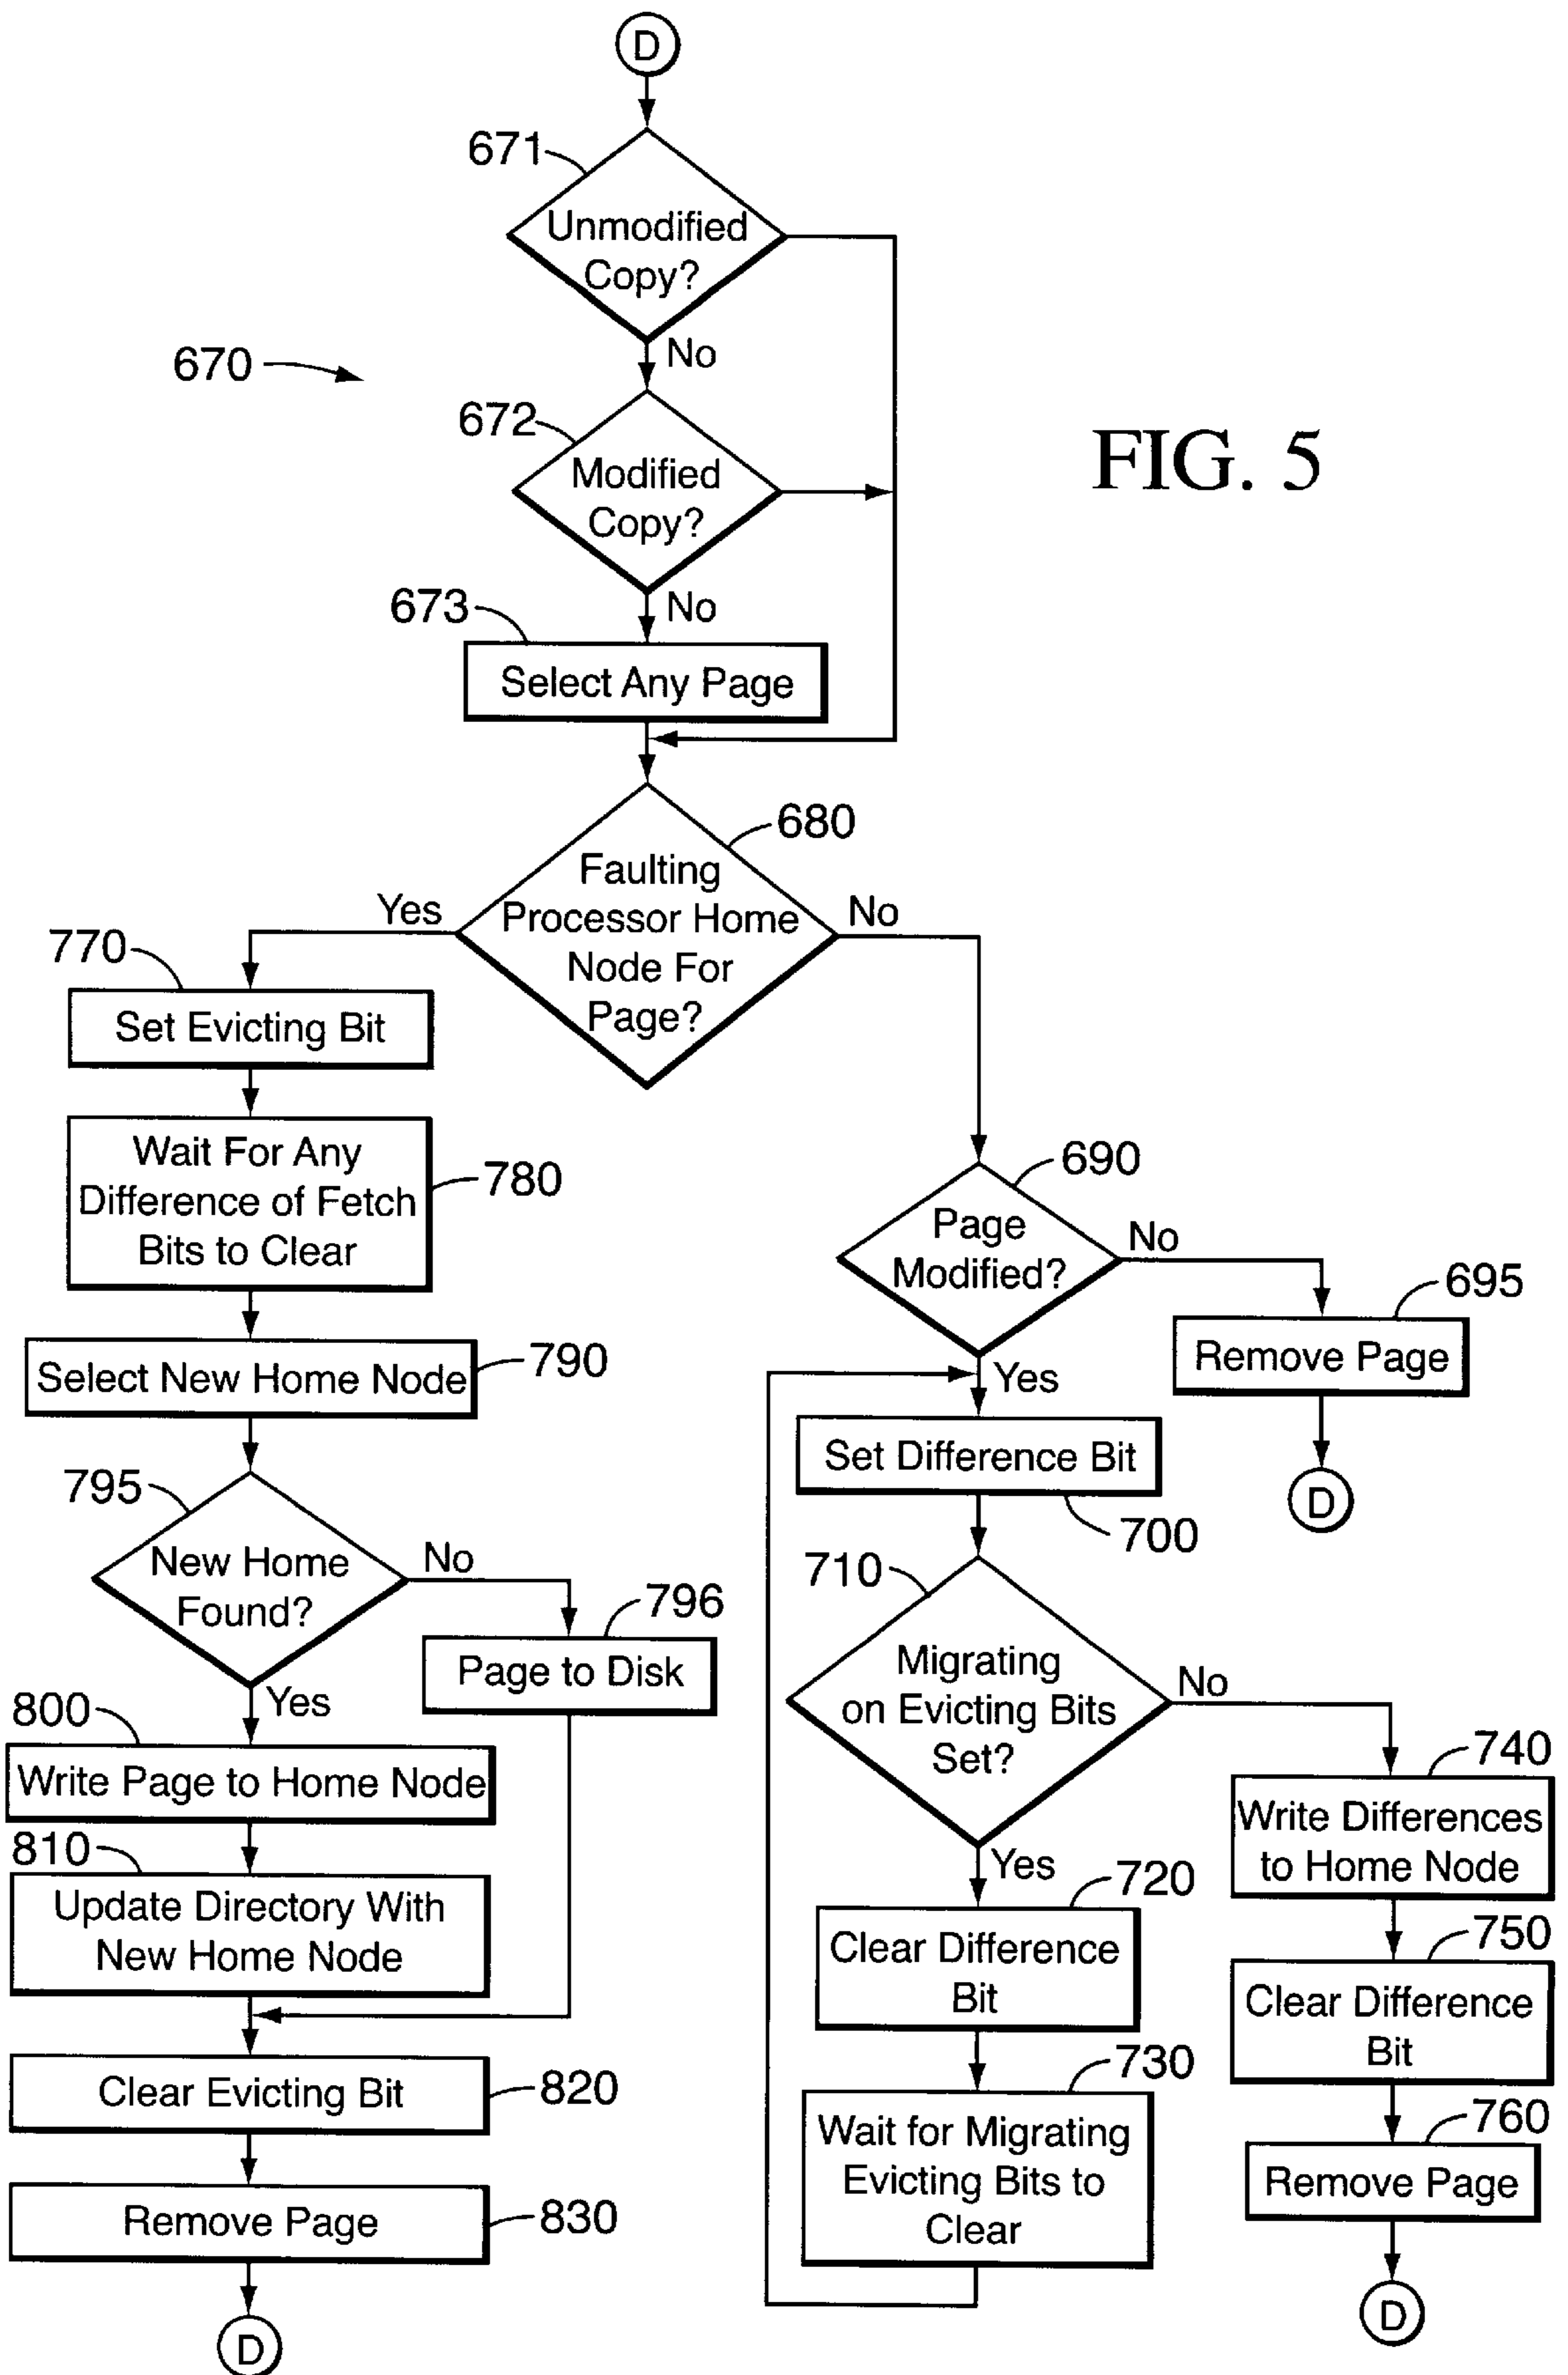 D
671
Unmodified
Copy?
No
670
672
Modified
Copy?
FIG. 5
No
673
Select Any Page
680
Faulting
Processor Home
Node For
Page?
Yes
No
770
Set Evicting Bit
Wait For Any
Difference of Fetch
Bits to Clear
780
690
Page
Modified?
No
695
Remove Page
D
Select New Home Node
790
Yes
Set Difference Bit
700
795
New Home
Found?
No
796
Page to Disk
710
Migrating
on Evicting Bits
Set?
No
Yes
800
Write Page to Home Node
740
Write Differences
to Home Node
810
Update Directory With
New Home Node
Yes
720
Clear Difference
Bit
750
Clear Difference
Bit
Clear Evicting Bit
820
730
Wait for Migrating
Evicting Bits to
Clear
760
Remove Page
Remove Page
830
D
D